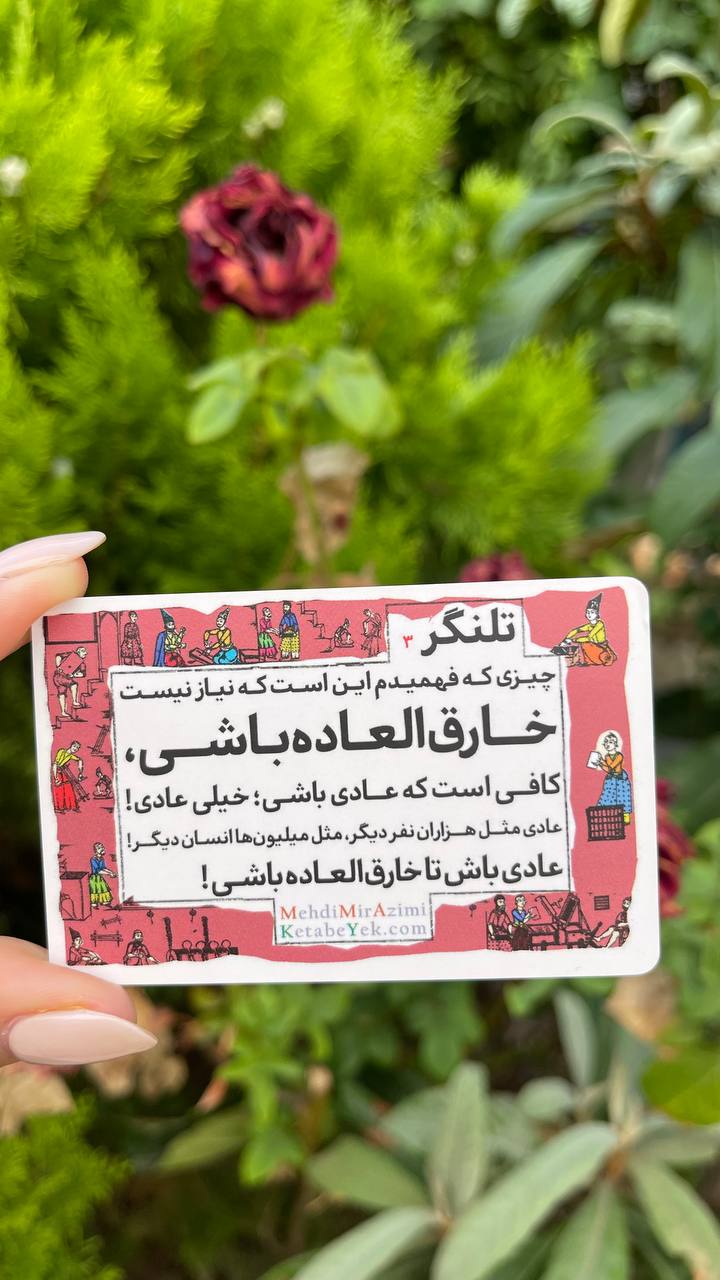 تلنگر ۳
چیزی که فهمیدم این است که نیاز نیست
خارق‌العاده باشی،
کافی است که عادی باشی؛ خیلی عادی!
عادی مثل هزاران نفر دیگر، مثل میلیون‌ها انسان دیگر!
عادی باش تا خارق‌العاده باشی!
MehdiMirAzimi
KetabeYek.com